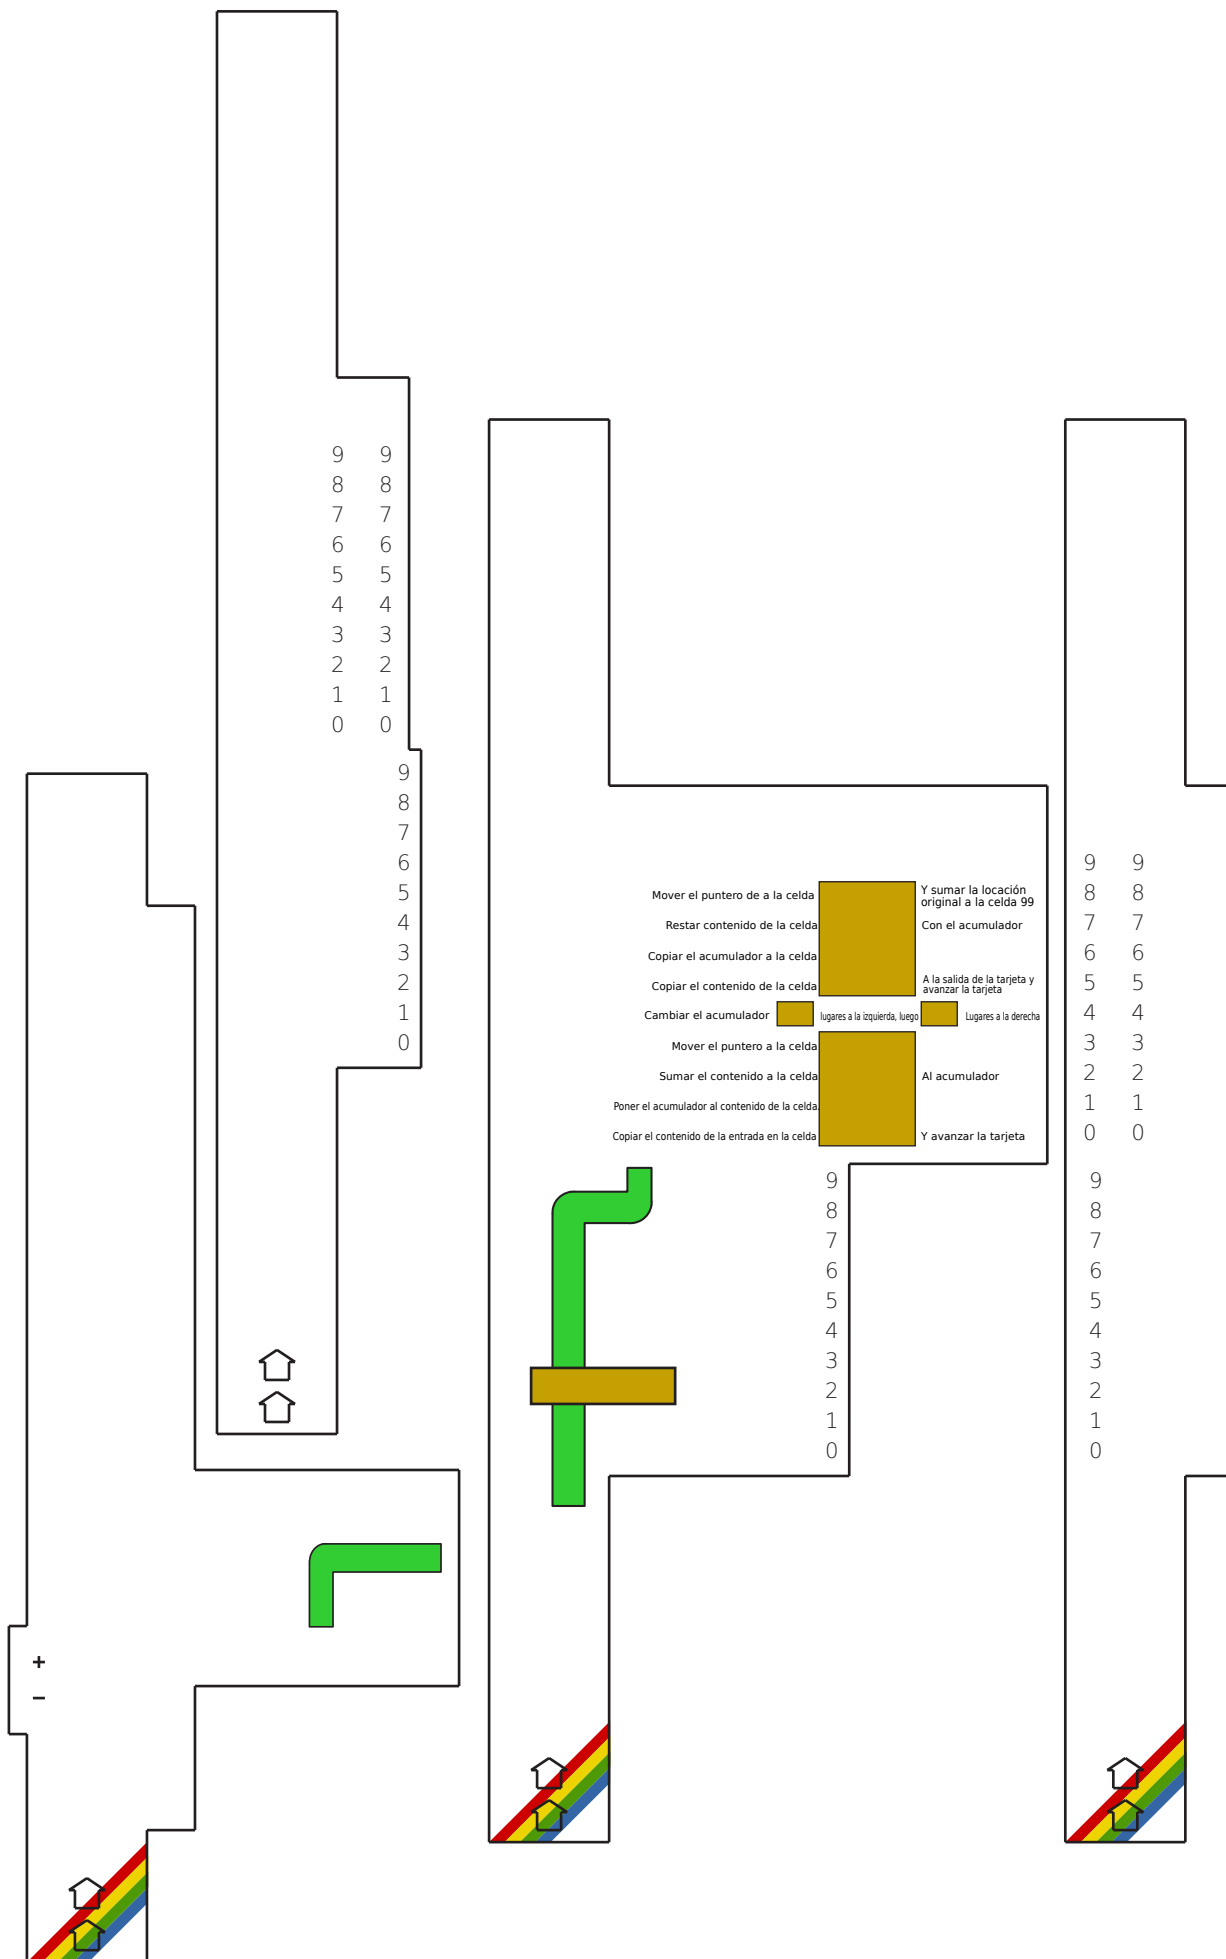 9 9
8 8
7 7
6 6
5 5
4 4
3 3
2 2
1 1
0 0
9
8
7
6
5
4
3
2
1
0
+
−
Mover el puntero de a la celda
Y sumar la locación
original a la celda 99
Restar contenido de la celda
Con el acumulador
Copiar el acumulador a la celda
Copiar el contenido de la celda
A la salida de la tarjeta y
avanzar la tarjeta
Cambiar el acumulador
lugares a la izquierda, luego
Lugares a la derecha
Mover el puntero a la celda
Sumar el contenido a la celda
Al acumulador
Poner el acumulador al contenido de la celda.
Copiar el contenido de la entrada en la celda
Y avanzar la tarjeta
9
8
7
6
5
4
3
2
1
0
9 9
8 8
7 7
6 6
5 5
4 4
3 3
2 2
1 1
0 0
9
8
7
6
5
4
3
2
1
0